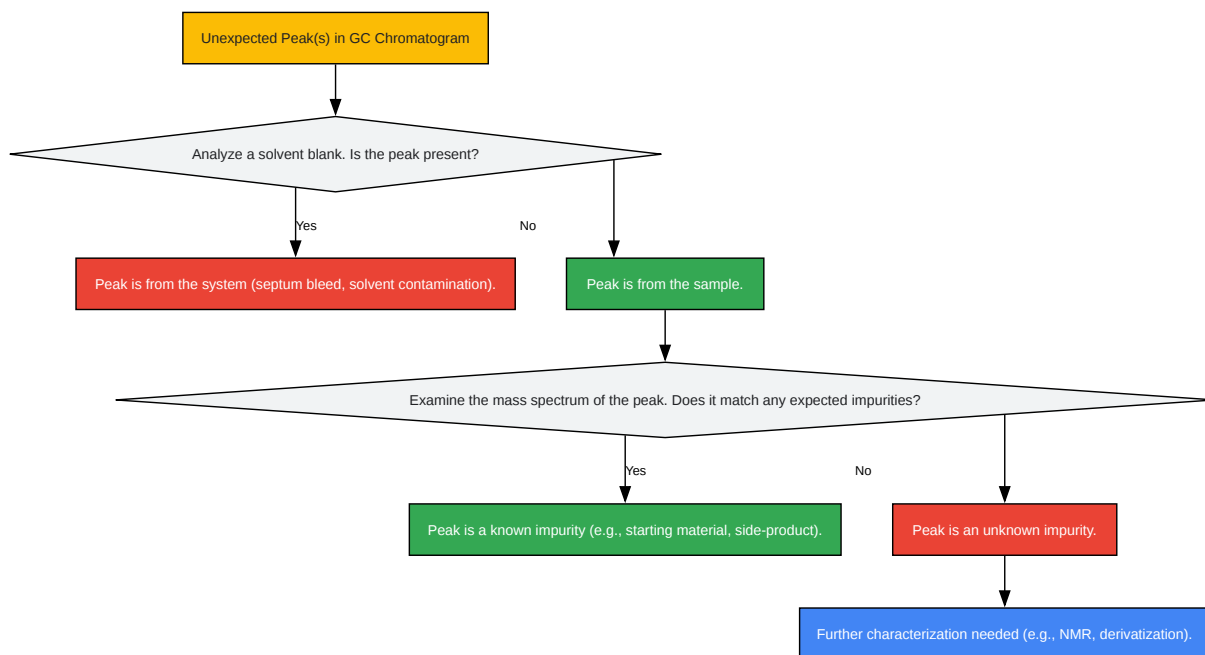 Unexpected Peak(s) in GC Chromatogram
Analyze a solvent blank. Is the peak present?
Yes
No
Peak is from the system (septum bleed, solvent contamination).
Peak is from the sample.
Examine the mass spectrum of the peak. Does it match any expected impurities?
Yes
No
Peak is a known impurity (e.g., starting material, side-product).
Peak is an unknown impurity.
Further characterization needed (e.g., NMR, derivatization).